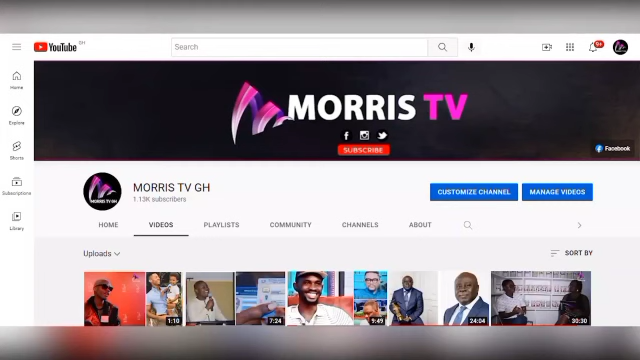 YouTube GH
Search
9+
Home
Explore
Shorts
Subscriptions
Library
MORRIS TV
SUBSCRIBE
Facebook
MORRIS TV GH
MORRIS TV GH
1.13K subscribers
CUSTOMIZE CHANNEL
MANAGE VIDEOS
HOME VIDEOS PLAYLISTS COMMUNITY CHANNELS ABOUT
Uploads
SORT BY
1:10 7:24 9:49 24:04 30:30